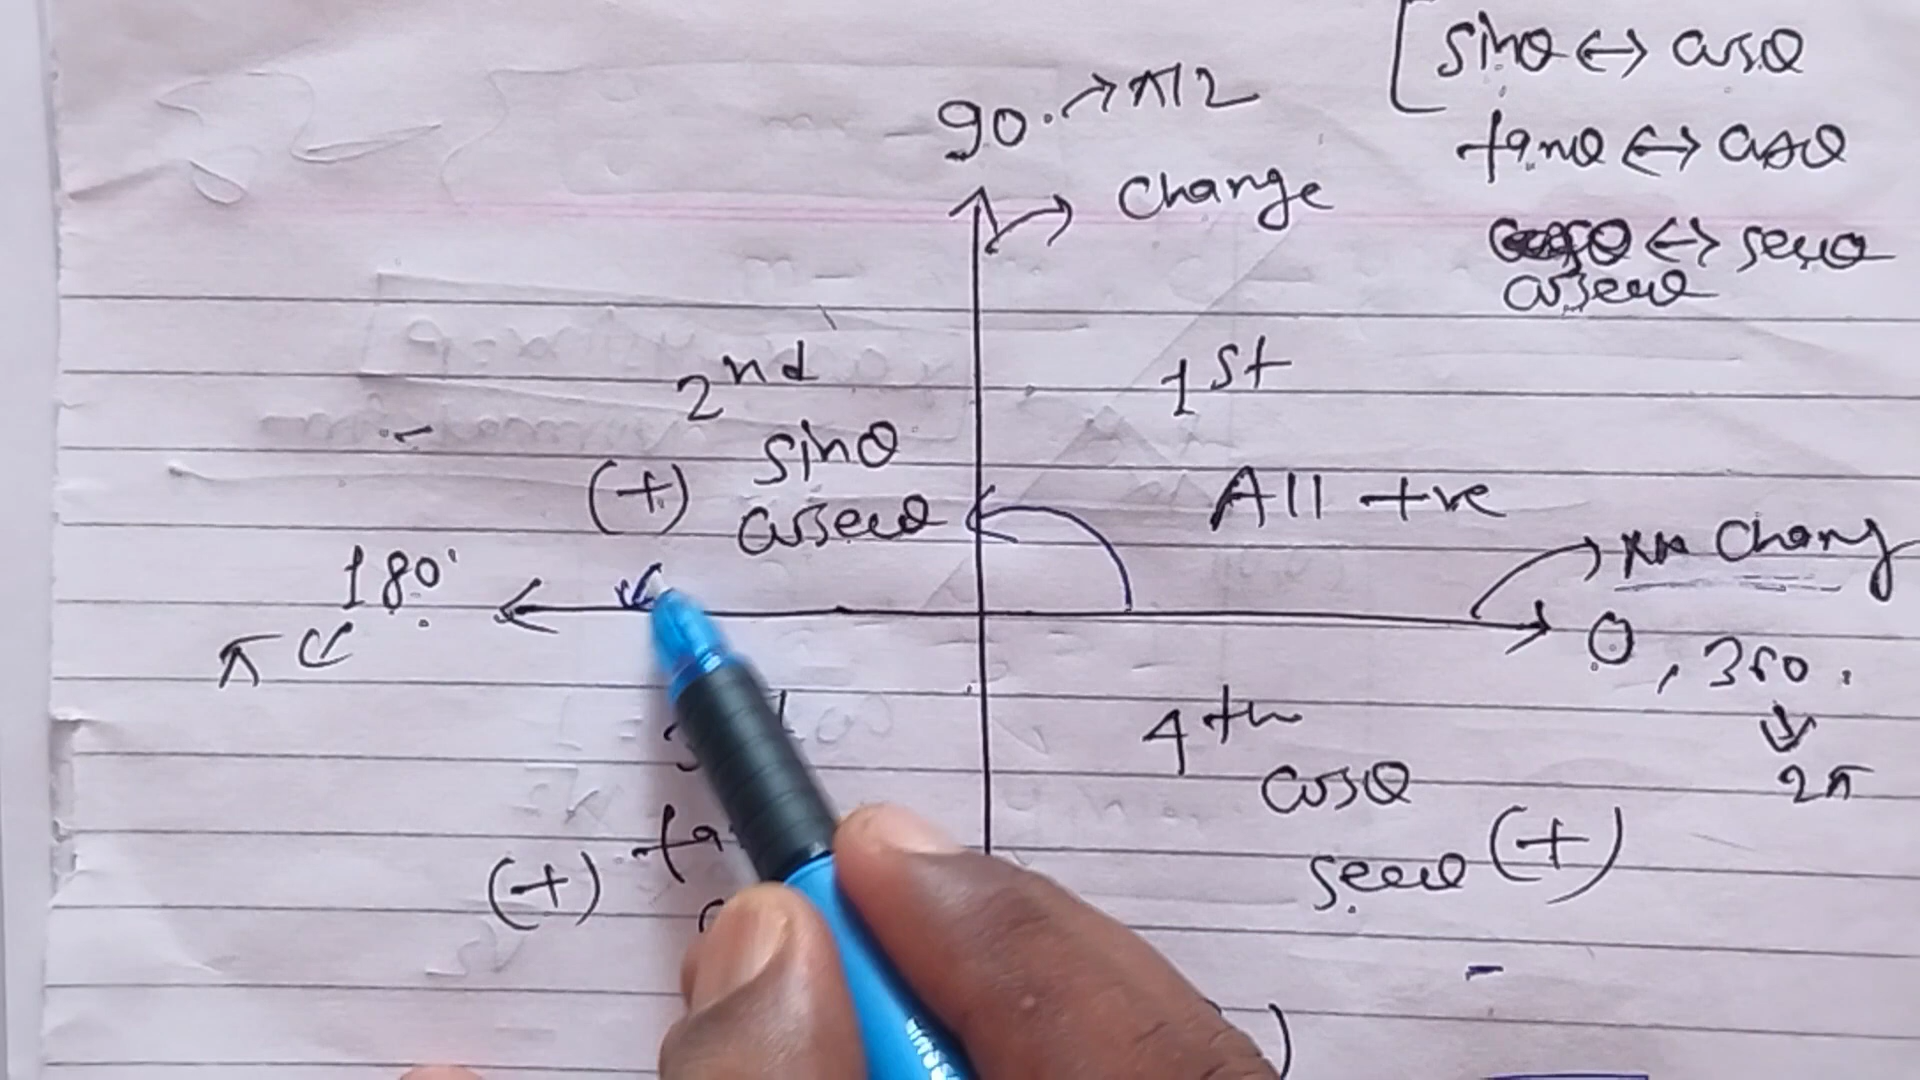 sinθ ↔ cosθ
90° → π/2
tanθ ↔ cotθ
Change
↔ secθ
cosecθ
2nd
1st
sinθ
(+)
cosecθ
All +ve
180°
no Chang
π
0, 360°
4th
2π
cosθ
secθ (+)
(+) ta